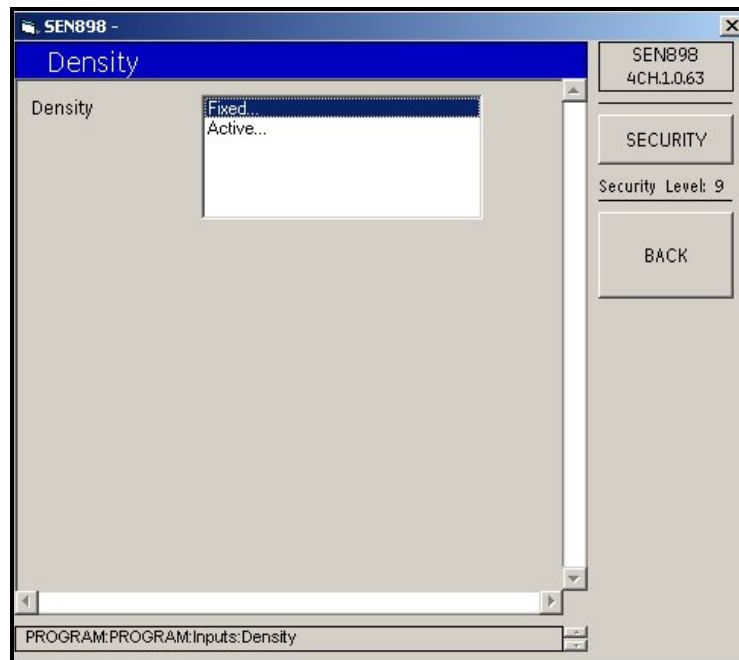 SEN898 -
Density
Density
Fixed...
Active...
SEN898
4CH.1.0.63
SECURITY
Security Level: 9
BACK
PROGRAM:PROGRAM:Inputs:Density